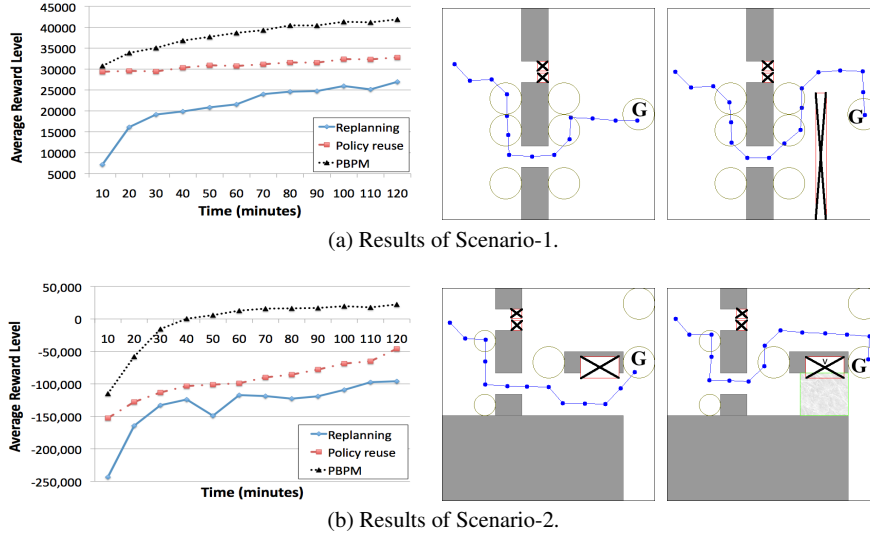 45000
40000
35000
30000
25000
20000
15000
10000
5000
Average Reward Level
Replanning
Policy reuse
PBPM
10 20 30 40 50 60 70 80 90 100 110 120
Time (minutes)
G
G
(a) Results of Scenario-1.
50,000
0
-50,000
-100,000
-150,000
-200,000
-250,000
Average Reward Level
10 20 30 40 50 60 70 80 90 100 110 120
Replanning
Policy reuse
PBPM
Time (minutes)
G
V
G
(b) Results of Scenario-2.